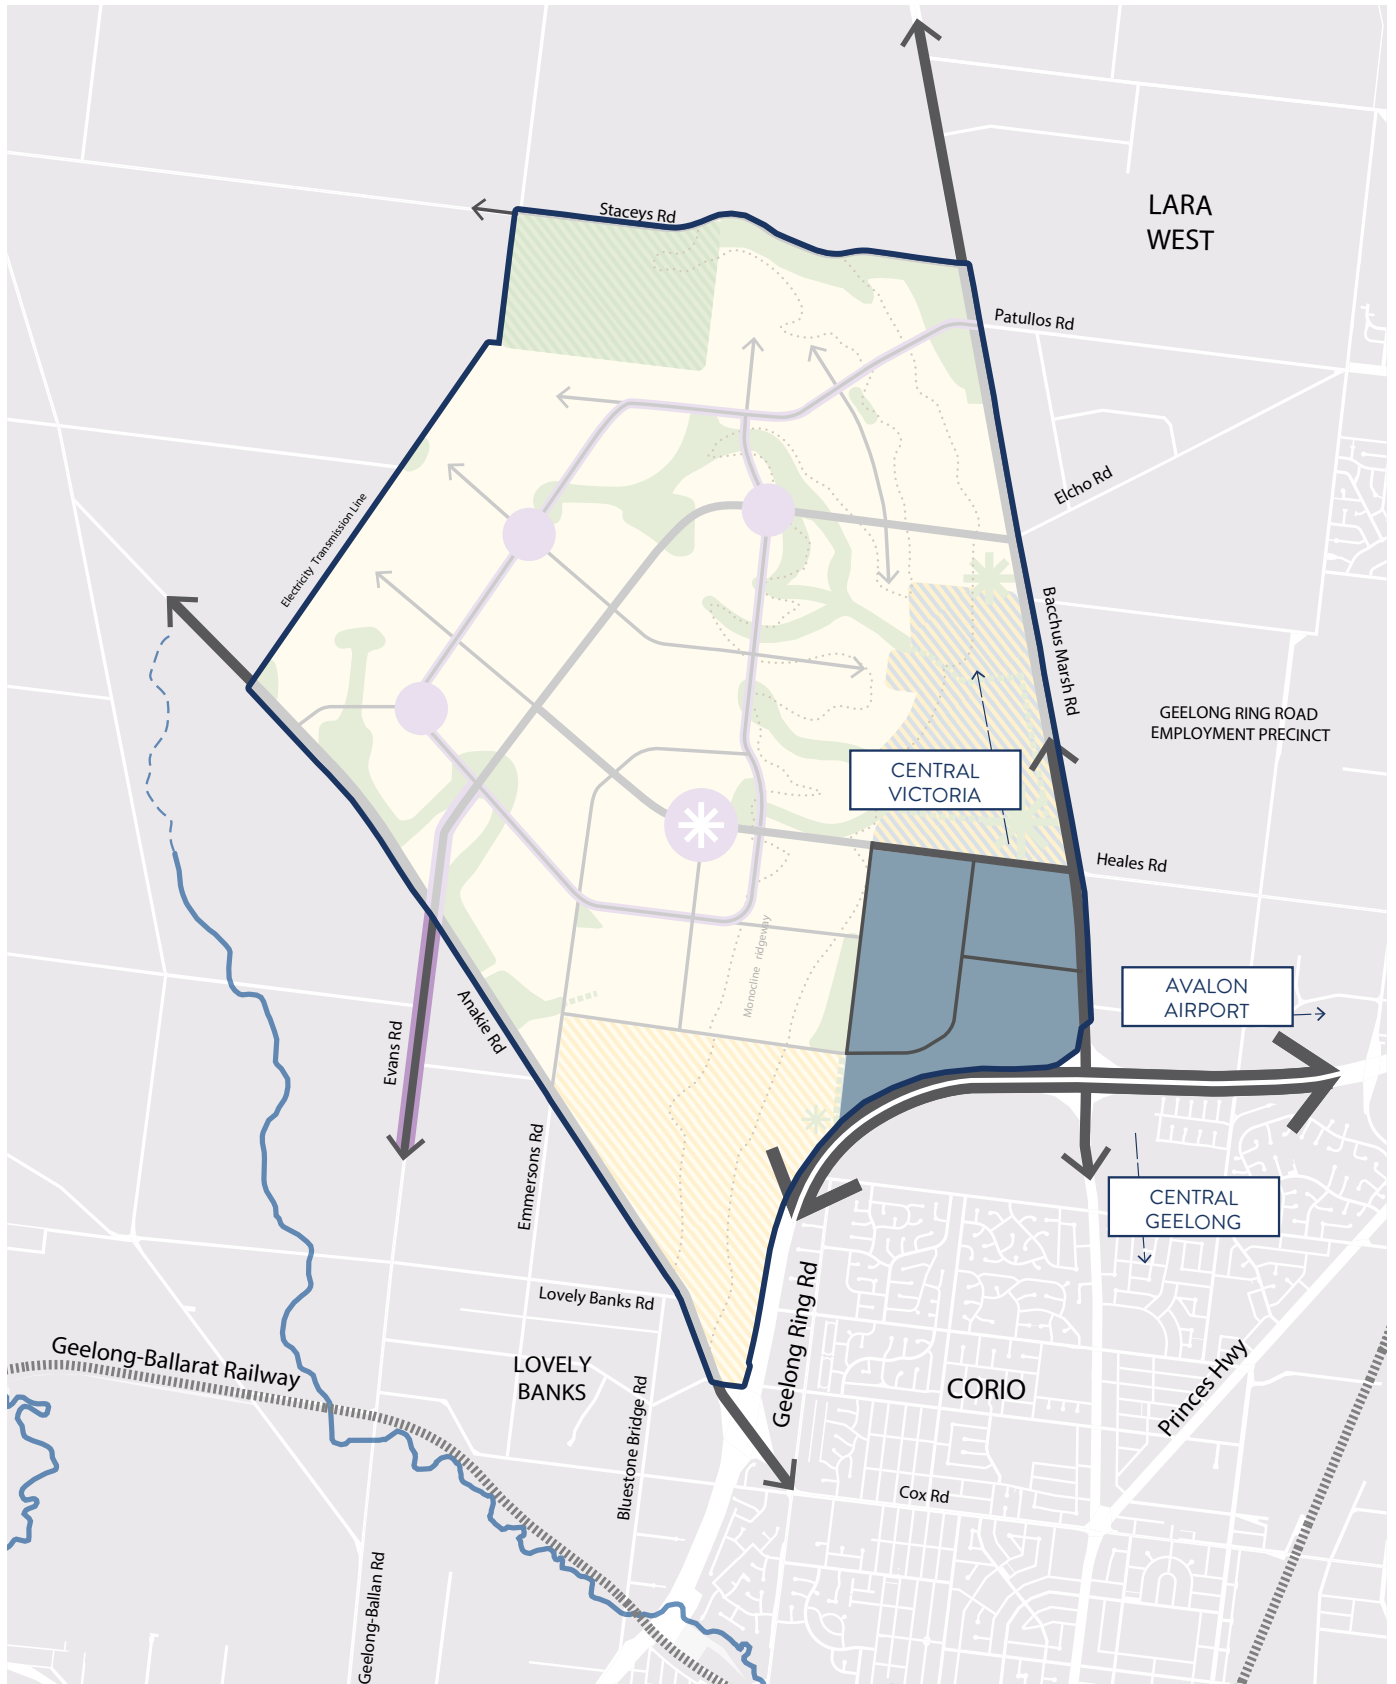 Staceys Rd
LARA
WEST
Patullos Rd
Elcho Rd
Electricity Transmission Line
Bacchus Marsh Rd
GEELONG RING ROAD
EMPLOYMENT PRECINCT
CENTRAL
VICTORIA
Heales Rd
Monocline ridgeway
AVALON
AIRPORT
Anakie Rd
Evans Rd
Emmersons Rd
CENTRAL
GEELONG
Lovely Banks Rd
Geelong Ring Rd
Geelong-Ballarat Railway
LOVELY
BANKS
CORIO
Princes Hwy
Bluestone Bridge Rd
Cox Rd
Geelong-Ballan Rd